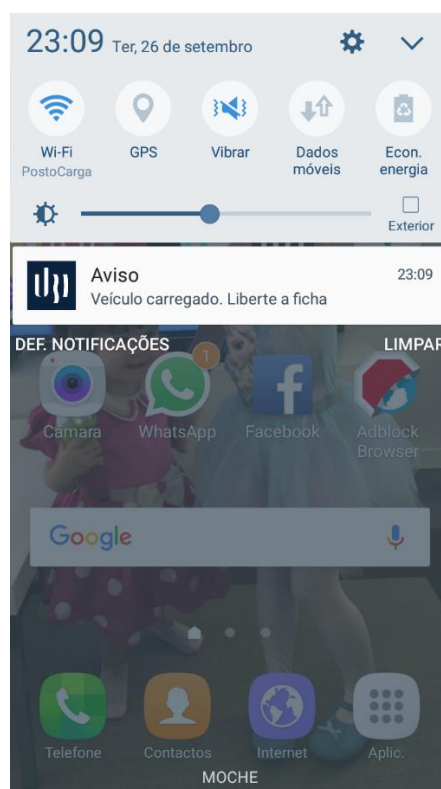 23:09 Ter, 26 de setembro
Wi-Fi GPS Vibrar Dados móveis Econ. energia
PostoCarga
Exterior
Aviso 23:09
Veículo carregado. Liberte a ficha
DEF. NOTIFICAÇÕES LIMPAR
1
Câmara WhatsApp Facebook Adblock Browser
Google
Telefone Contactos Internet Aplic.
MOCHE